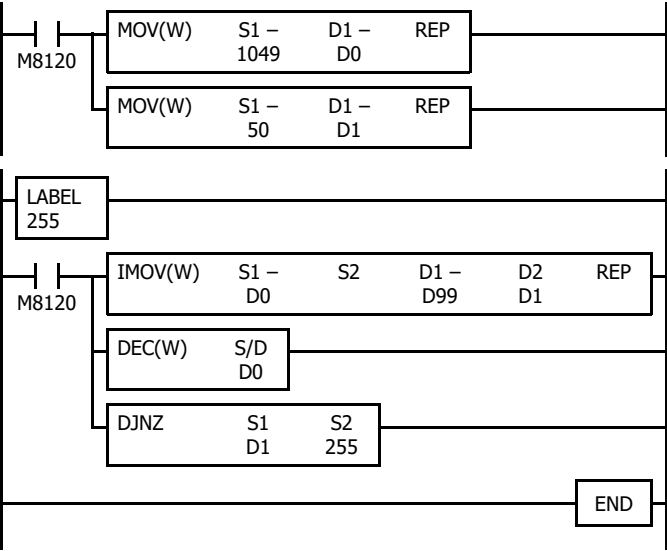 MOV(W) S1 – D1 – REP
M8120 1049 D0
MOV(W) S1 – D1 – REP
50 D1
LABEL
255
IMOV(W) S1 – S2 D1 – D2 REP
M8120 D0 D99 D1
DEC(W) S/D
D0
DJNZ S1 S2
D1 255
END